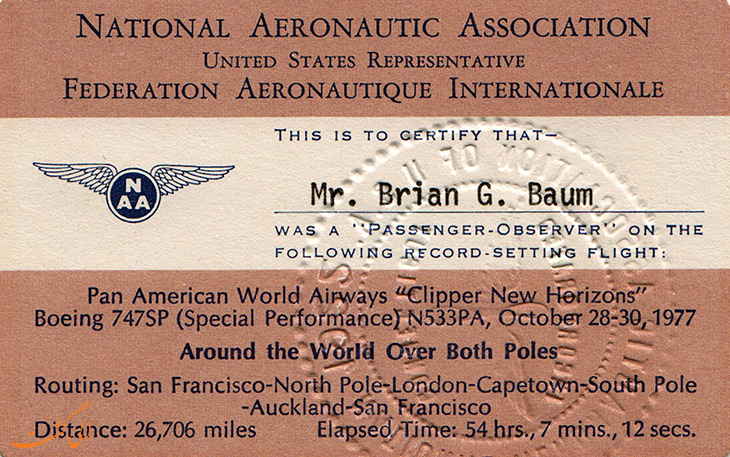 NATIONAL AERONAUTIC ASSOCIATION
UNITED STATES REPRESENTATIVE
FEDERATION AERONAUTIQUE INTERNATIONALE
THIS IS TO CERTIFY THAT—
N
AA
Mr. Brian G. Baum
WAS A "PASSENGER-OBSERVER" ON THE
FOLLOWING RECORD-SETTING FLIGHT:
Pan American World Airways "Clipper New Horizons"
Boeing 747SP (Special Performance) N533PA, October 28-30, 1977
Around the World Over Both Poles
Routing: San Francisco-North Pole-London-Capetown-South Pole
-Auckland-San Francisco
Distance: 26,706 miles Elapsed Time: 54 hrs., 7 mins., 12 secs.